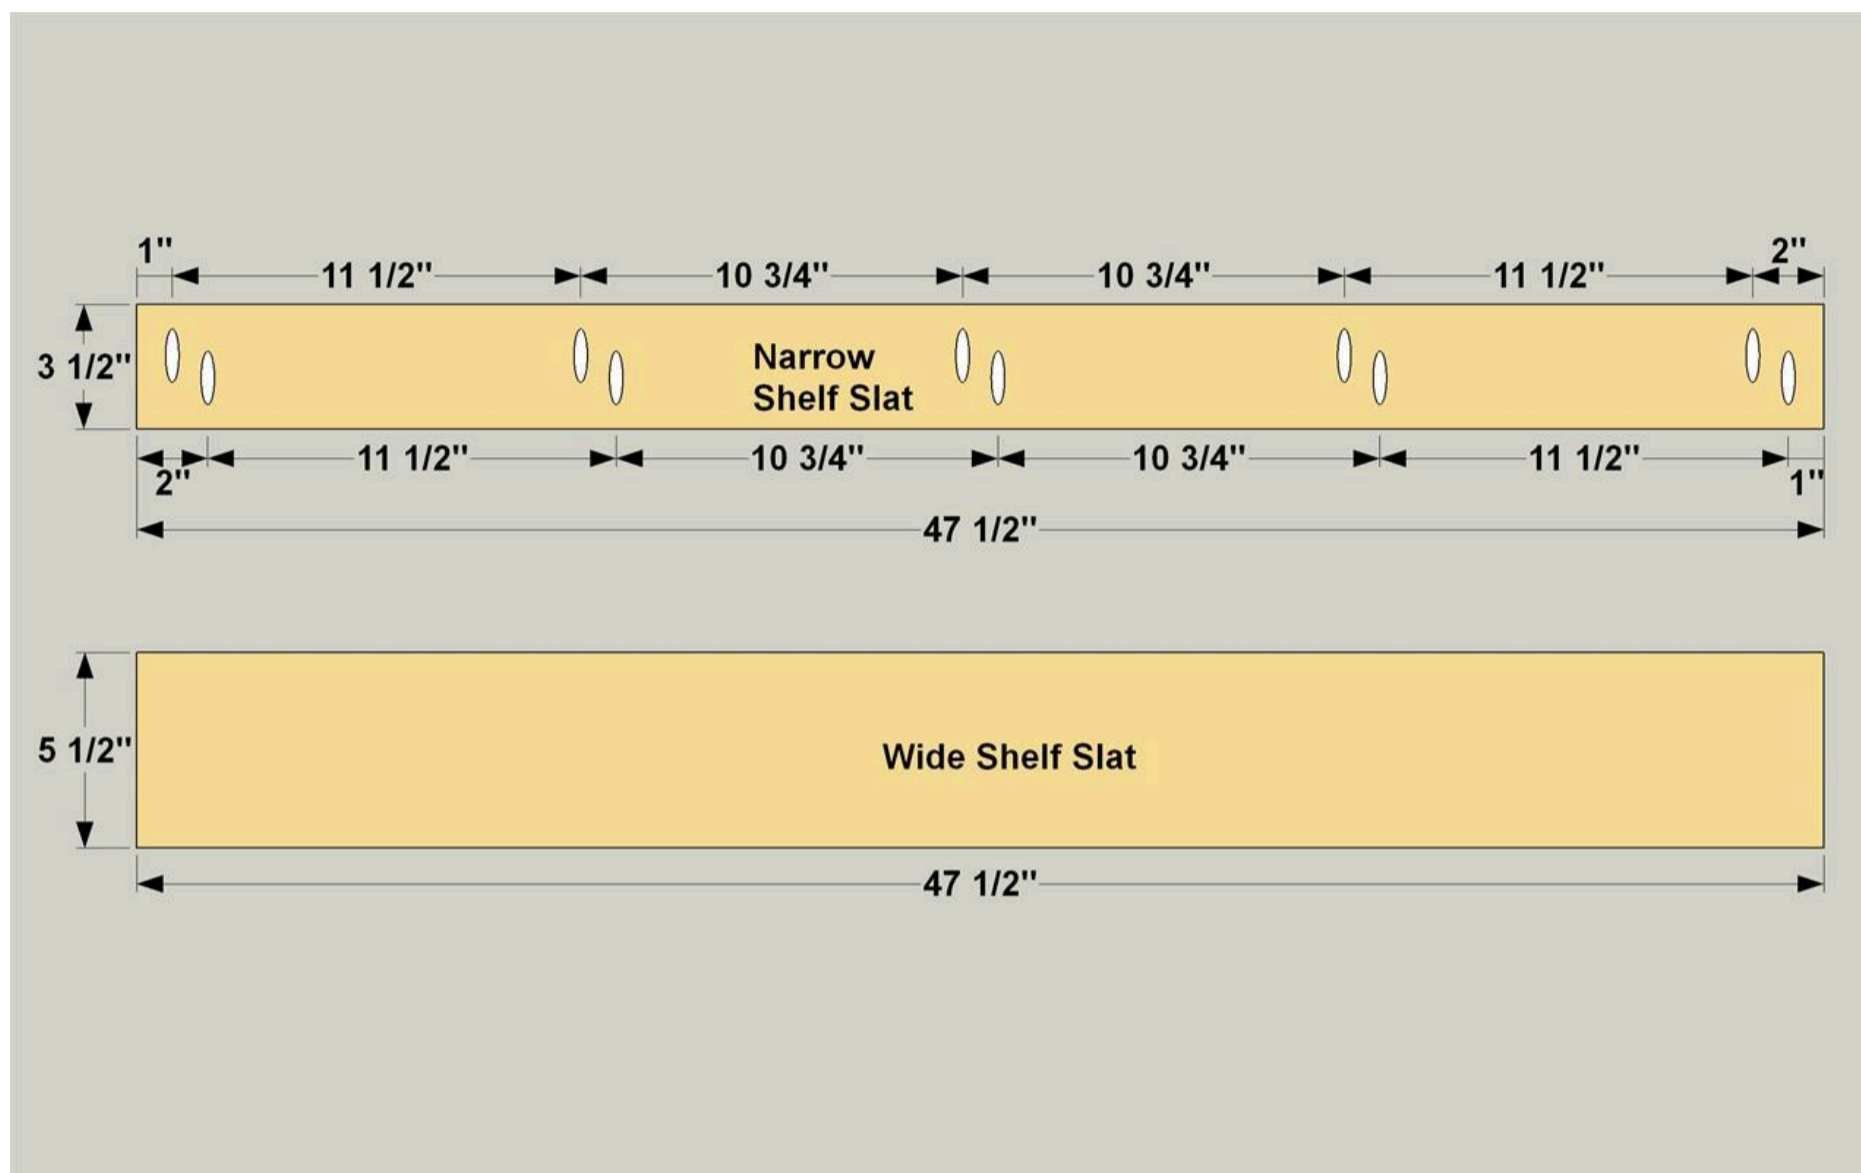 1" 2"
11 1/2" 10 3/4" 10 3/4" 11 1/2"
3 1/2"
Narrow
Shelf Slat
11 1/2" 10 3/4" 10 3/4" 11 1/2"
2" 1"
47 1/2"
5 1/2"
Wide Shelf Slat
47 1/2"